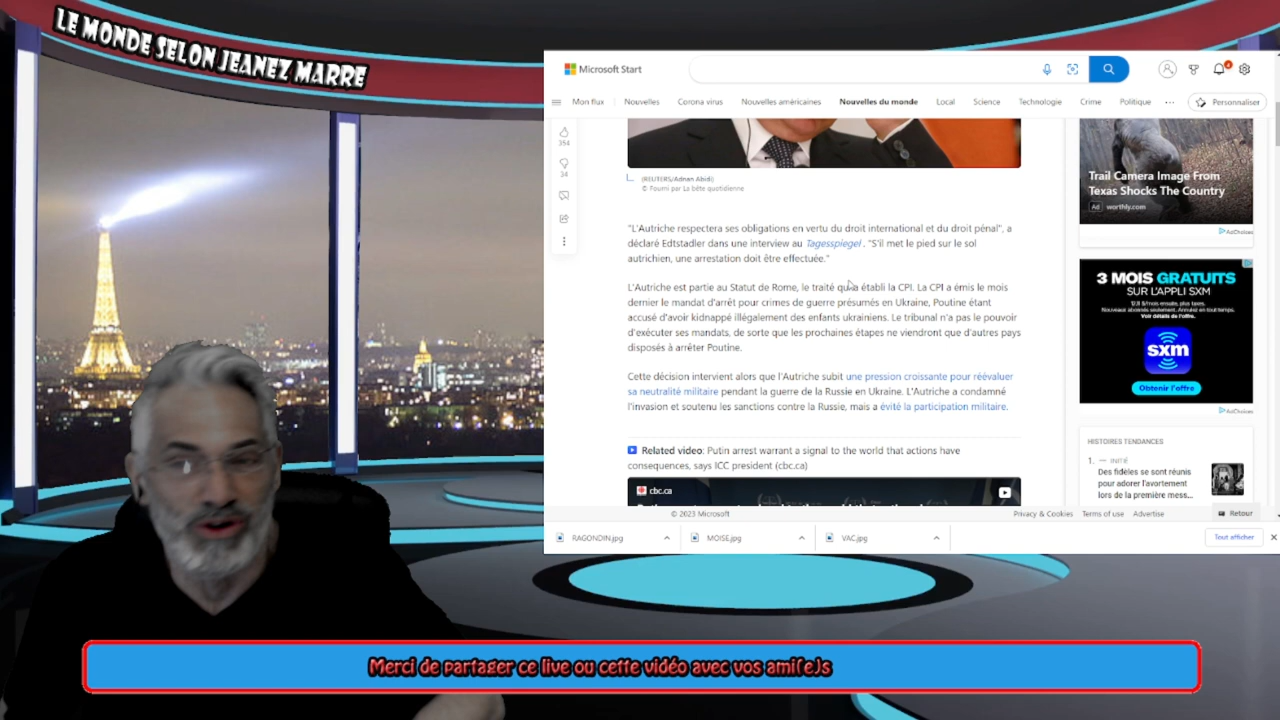 LE MONDE SELON JEANEZ MARRE
Microsoft Start
Mon flux
Nouvelles
Corona virus
Nouvelles américaines
Nouvelles du monde
Local
Science
Technologie
Crime
Politique
Personnaliser
354
34
(REUTERS/Adnan Abidi)
© Fourni par La bête quotidienne
"L'Autriche respectera ses obligations en vertu du droit international et du droit pénal", a
déclaré Edtstadler dans une interview au Tagesspiegel . "S'il met le pied sur le sol
autrichien, une arrestation doit être effectuée."
L'Autriche est partie au Statut de Rome, le traité qui a établi la CPI. La CPI a émis le mois
dernier le mandat d'arrêt pour crimes de guerre présumés en Ukraine, Poutine étant
accusé d'avoir kidnappé illégalement des enfants ukrainiens. Le tribunal n'a pas le pouvoir
d'exécuter ses mandats, de sorte que les prochaines étapes ne viendront que d'autres pays
disposés à arrêter Poutine.
Cette décision intervient alors que l'Autriche subit une pression croissante pour réévaluer
sa neutralité militaire pendant la guerre de la Russie en Ukraine. L'Autriche a condamné
l'invasion et soutenu les sanctions contre la Russie, mais a évité la participation militaire.
Related video: Putin arrest warrant a signal to the world that actions have
consequences, says ICC president (cbc.ca)
cbc.ca
Trail Camera Image From
Texas Shocks The Country
Ad worthly.com
AdChoices
3 MOIS GRATUITS
SUR L'APPLI SXM
Voir détails de l'offre.
sxm
Obtenir l'offre
AdChoices
HISTOIRES TENDANCES
1.
Des fidèles se sont réunis
pour adorer l'avortement
lors de la première mess...
© 2023 Microsoft
Privacy & Cookies
Terms of use
Advertise
Retour
RAGONDIN.jpg
MOISE.jpg
VAC.jpg
Tout afficher
Merci de partager ce live ou cette vidéo avec vos ami(e)s